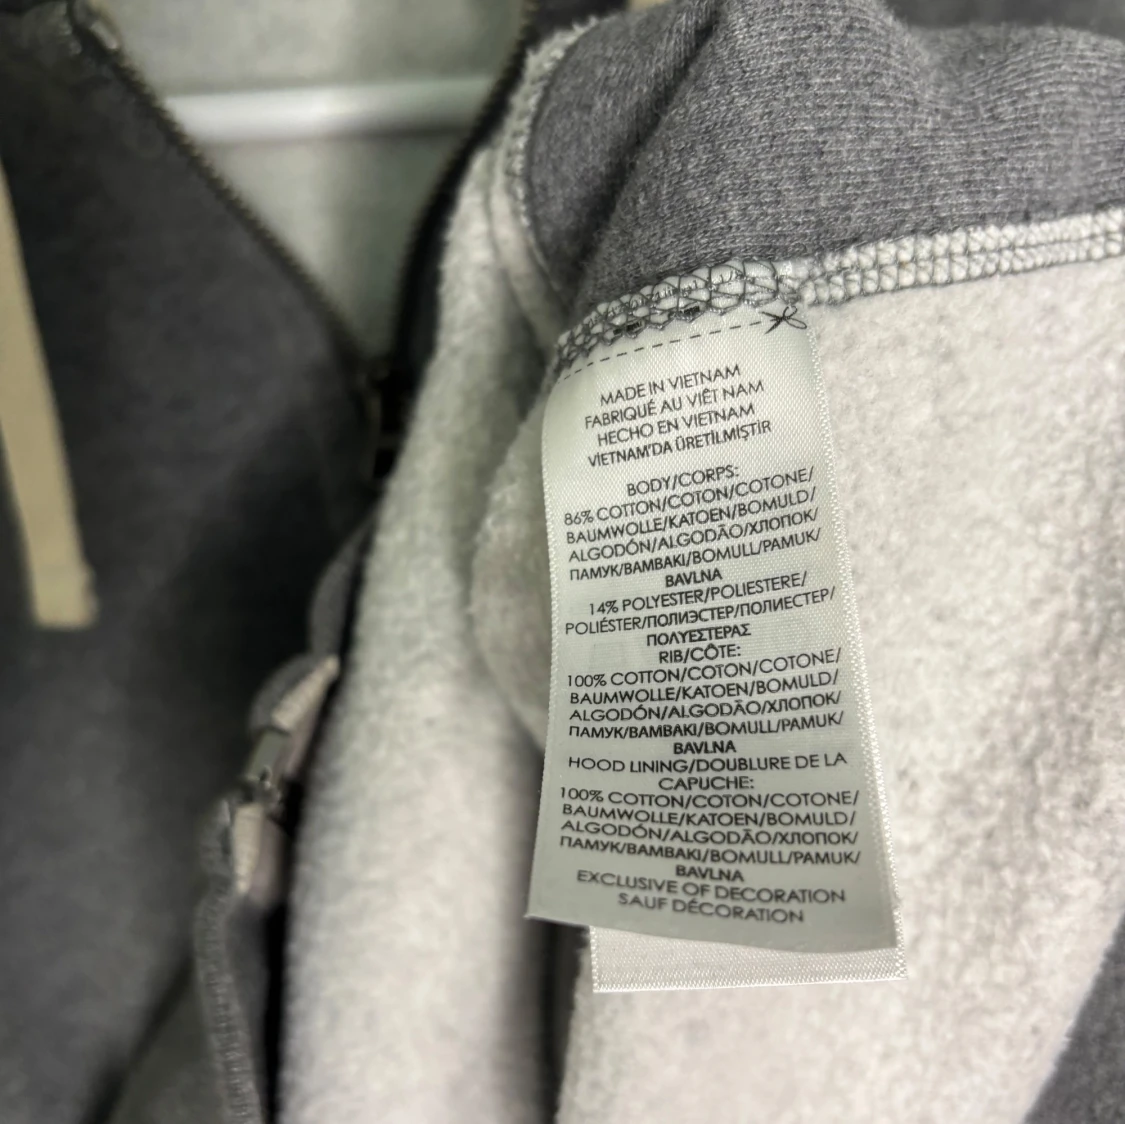 MADE IN VIETNAM
FABRIQUÉ AU VIÊT NAM
HECHO EN VIETNAM
VİETNAM'DA ÜRETİLMİŞTİR
BODY/CORPS:
86% COTTON/COTON/COTONE/
BAUMWOLLE/KATOEN/BOMULD/
ALGODÓN/ALGODÃO/ХЛОПОК/
ПАМУК/ΒΑΜΒΑΚΙ/BOMULL/PAMUK/
BAVLNA
14% POLYESTER/POLIESTERE/
POLIÉSTER/ПОЛИЭСТЕР/ПОЛИЕСТЕР/
ΠΟΛΥΕΣΤΕΡΑΣ
RIB/CÔTE:
100% COTTON/COTON/COTONE/
BAUMWOLLE/KATOEN/BOMULD/
ALGODÓN/ALGODÃO/ХЛОПОК/
ПАМУК/ΒΑΜΒΑΚΙ/BOMULL/PAMUK/
BAVLNA
HOOD LINING/DOUBLURE DE LA
CAPUCHE:
100% COTTON/COTON/COTONE/
BAUMWOLLE/KATOEN/BOMULD/
ALGODÓN/ALGODÃO/ХЛОПОК/
ПАМУК/ΒΑΜΒΑΚΙ/BOMULL/PAMUK/
BAVLNA
EXCLUSIVE OF DECORATION
SAUF DÉCORATION